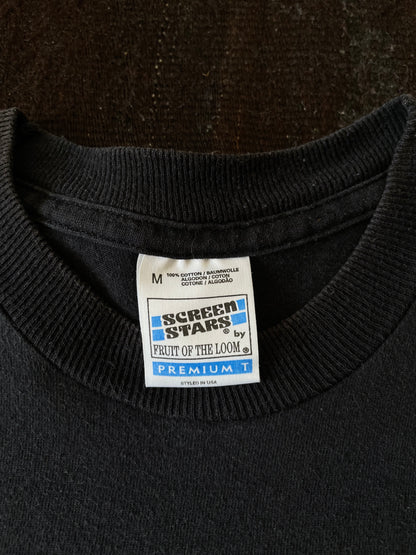 M 100% COTTON / BAUMWOLLE
ALGODON / COTON
COTONE / ALGODÃO
SCREEN
STARS® by
FRUIT OF THE LOOM®
PREMIUM T
STYLED IN USA